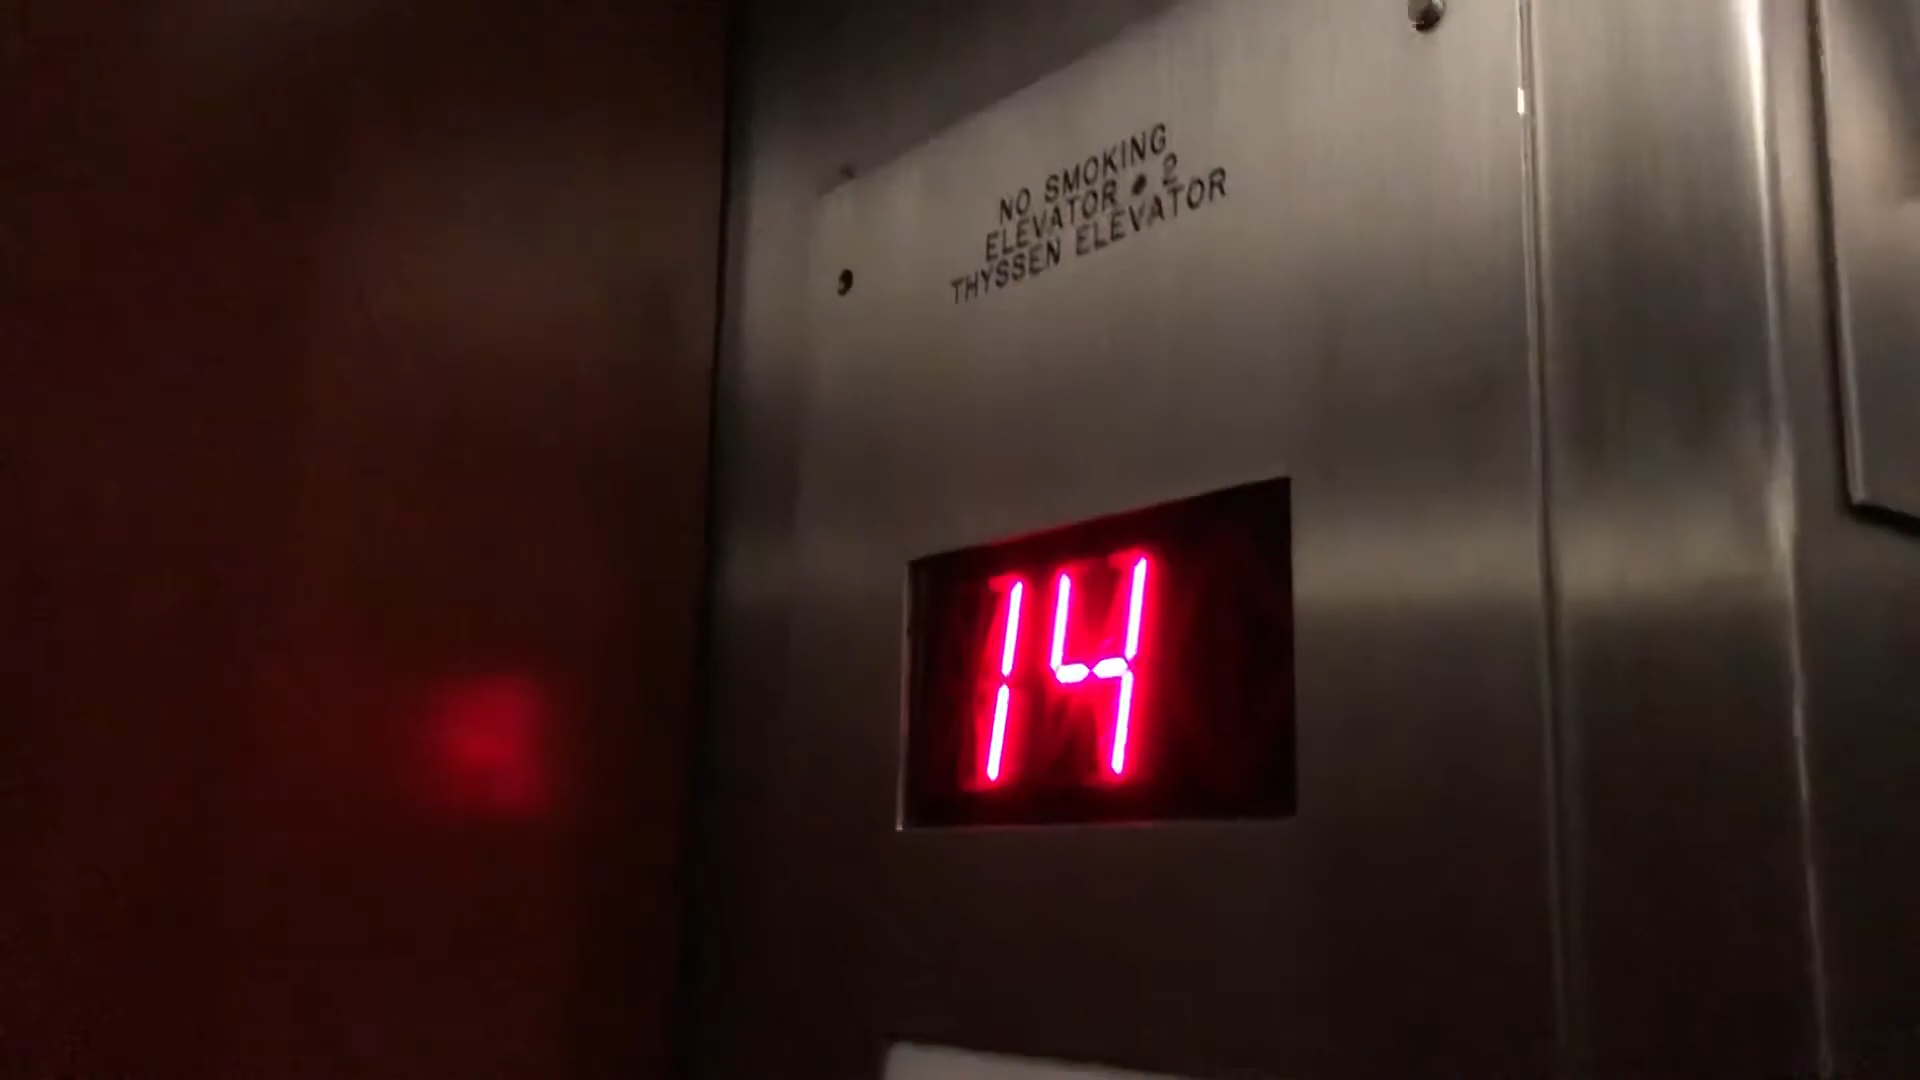 NO SMOKING
ELEVATOR # 2
THYSSEN ELEVATOR
14